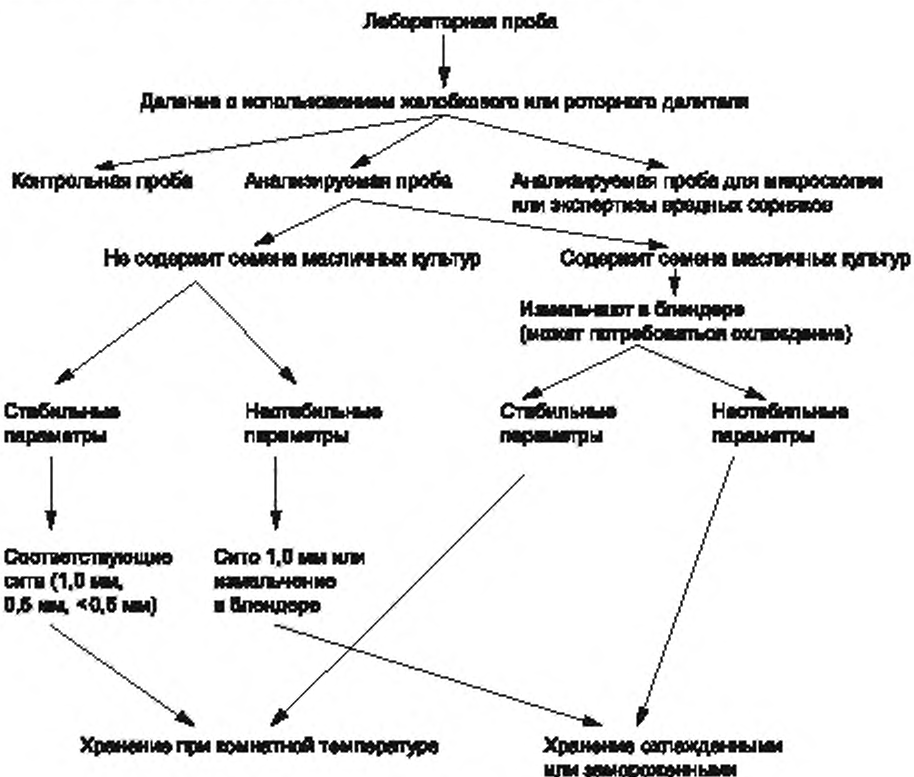 Лабораторная проба
Деление с использованием желобкового или роторного делителя
Контрольная проба
Анализируемая проба
Анализируемая проба для микроскопии
или экспертизы вредных сорняков
Не содержит семена масличных культур
Содержит семена масличных культур
Измельчают в блендере
(может потребоваться охлаждение)
Стабильные
параметры
Нестабильные
параметры
Стабильные
параметры
Нестабильные
параметры
Соответствующие
сита (1,0 мм,
0,5 мм, <0,5 мм)
Сито 1,0 мм или
измельчение
в блендере
Хранение при комнатной температуре
Хранение охлажденными
или замороженными